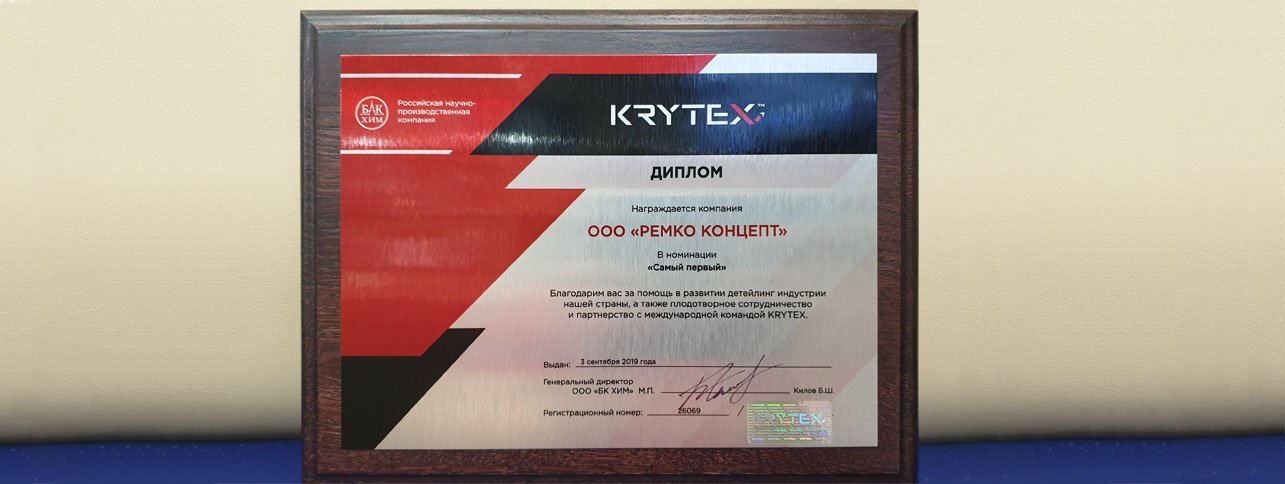 БАК
ХИМ
Российская научно-
производственная
компания
KRYTEX™
ДИПЛОМ
Награждается компания
ООО «РЕМКО КОНЦЕПТ»
В номинации
«Самый первый»
Благодарим вас за помощь в развитии детейлинг индустрии
нашей страны, а также плодотворное сотрудничество
и партнерство с международной командой KRYTEX.
Выдан: 3 сентября 2019 года
Генеральный директор
ООО «БК ХИМ» М.П. Килов Б.Ш.
Регистрационный номер: 26069
KRYTEX